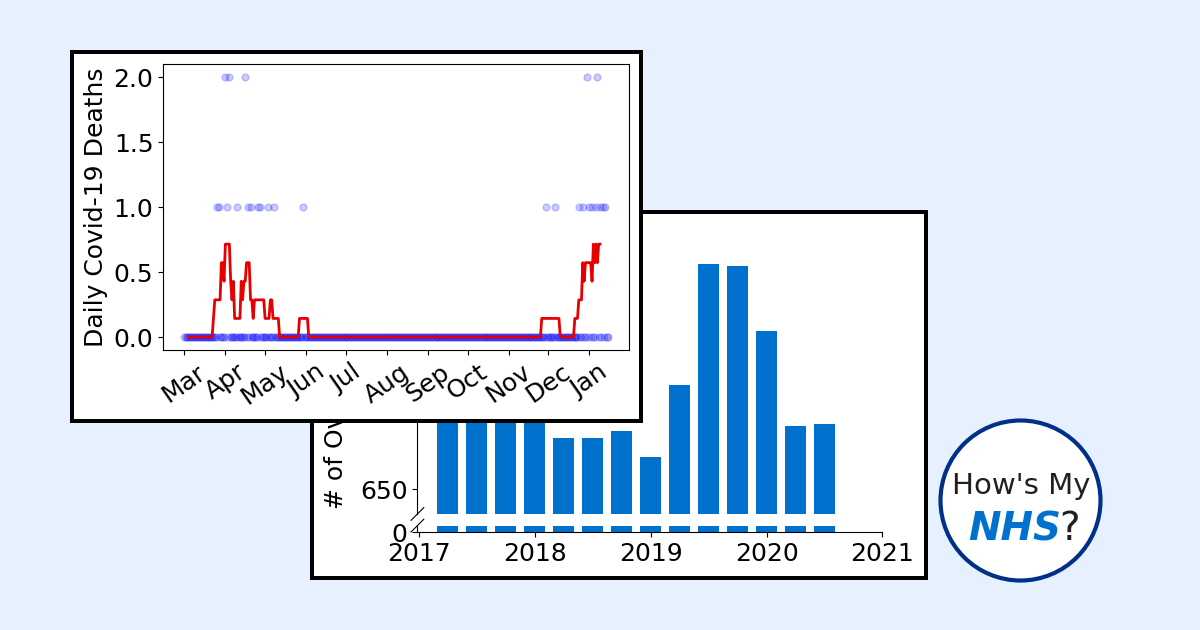 Daily Covid-19 Deaths
2.0
1.5
1.0
0.5
0.0
Mar Apr May Jun Jul Aug Sep Oct Nov Dec Jan
# of
650
0
2017 2018 2019 2020 2021
How's My
NHS?